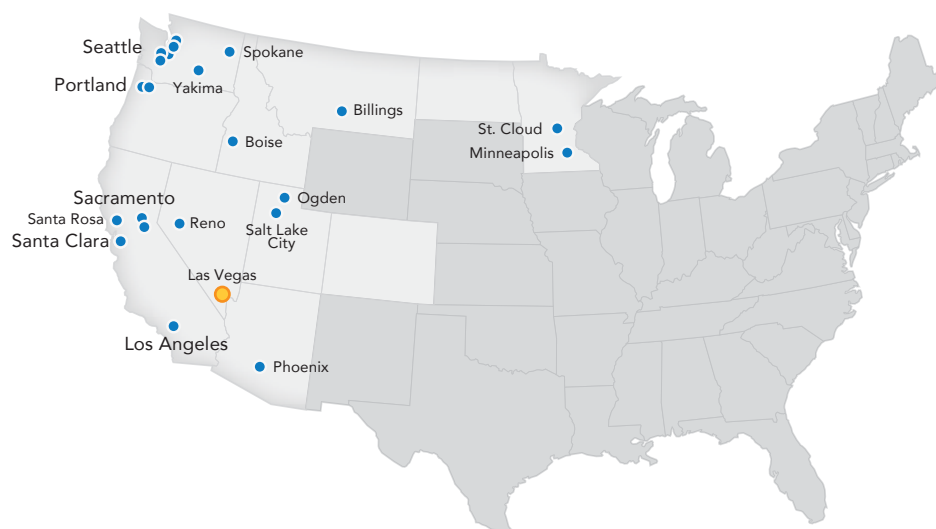 Seattle
Spokane
Portland
Yakima
Billings
St. Cloud
Boise
Minneapolis
Sacramento
Ogden
Santa Rosa
Reno
Salt Lake
City
Santa Clara
Las Vegas
Los Angeles
Phoenix